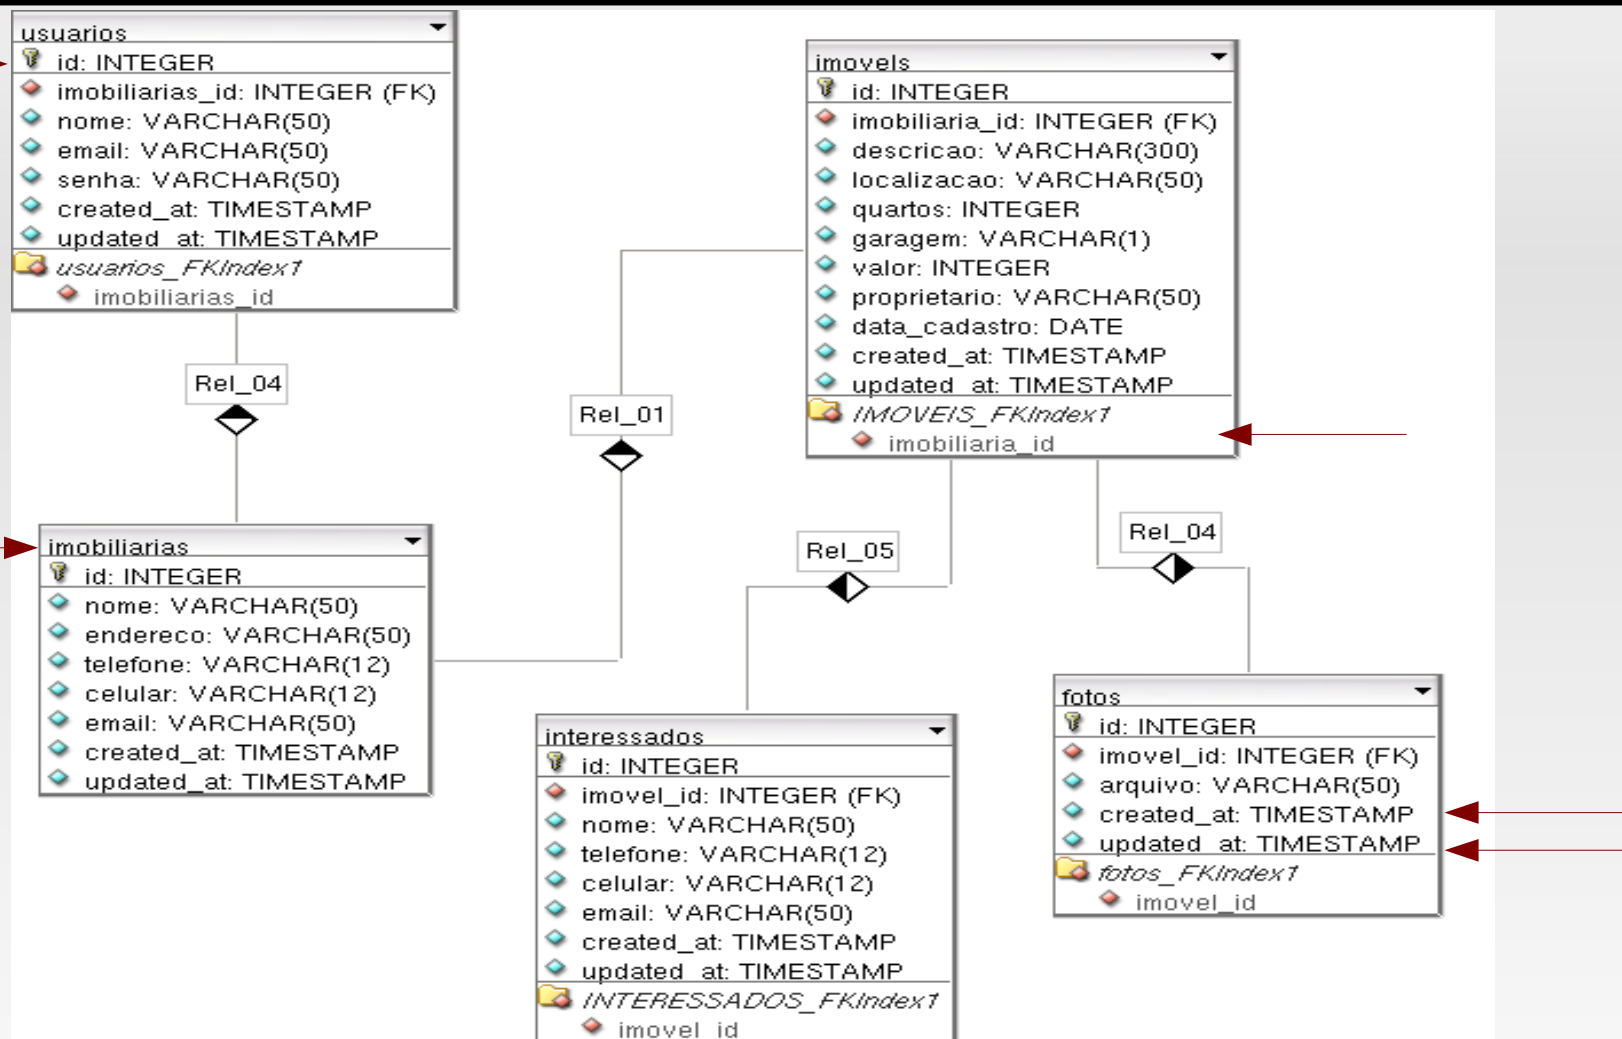 usuarios
id: INTEGER
imobiliarias_id: INTEGER (FK)
nome: VARCHAR(50)
email: VARCHAR(50)
senha: VARCHAR(50)
created_at: TIMESTAMP
updated_at: TIMESTAMP
usuarios_FKIndex1
imobiliarias_id
Rel_04
imobiliarias
id: INTEGER
nome: VARCHAR(50)
endereco: VARCHAR(50)
telefone: VARCHAR(12)
celular: VARCHAR(12)
email: VARCHAR(50)
created_at: TIMESTAMP
updated_at: TIMESTAMP
Rel_01
imovels
id: INTEGER
imobiliaria_id: INTEGER (FK)
descricao: VARCHAR(300)
localizacao: VARCHAR(50)
quartos: INTEGER
garagem: VARCHAR(1)
valor: INTEGER
proprietario: VARCHAR(50)
data_cadastro: DATE
created_at: TIMESTAMP
updated_at: TIMESTAMP
IMOVEIS_FKIndex1
imobiliaria_id
Rel_05
Rel_04
interessados
id: INTEGER
imovel_id: INTEGER (FK)
nome: VARCHAR(50)
telefone: VARCHAR(12)
celular: VARCHAR(12)
email: VARCHAR(50)
created_at: TIMESTAMP
updated_at: TIMESTAMP
INTERESSADOS_FKIndex1
imovel_id
fotos
id: INTEGER
imovel_id: INTEGER (FK)
arquivo: VARCHAR(50)
created_at: TIMESTAMP
updated_at: TIMESTAMP
fotos_FKIndex1
imovel_id